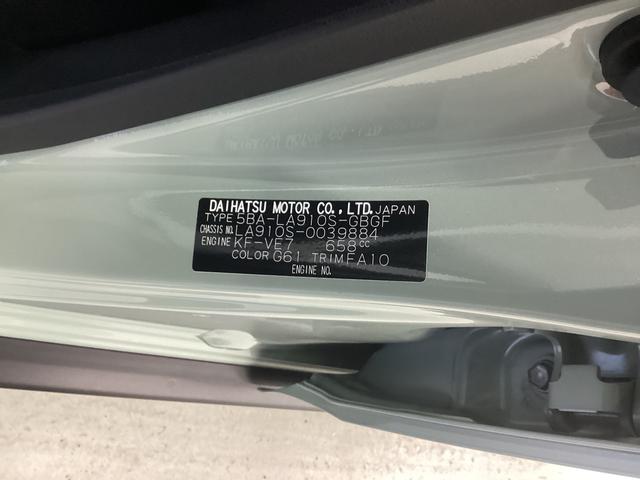 DAIHATSU MOTOR CO., LTD. JAPAN
TYPE 5BA-LA910S-GBGF
CHASSIS NO. LA910S-0039884
ENGINE KF-VE7 658cc
COLOR G61 TRIM FA10
ENGINE NO.